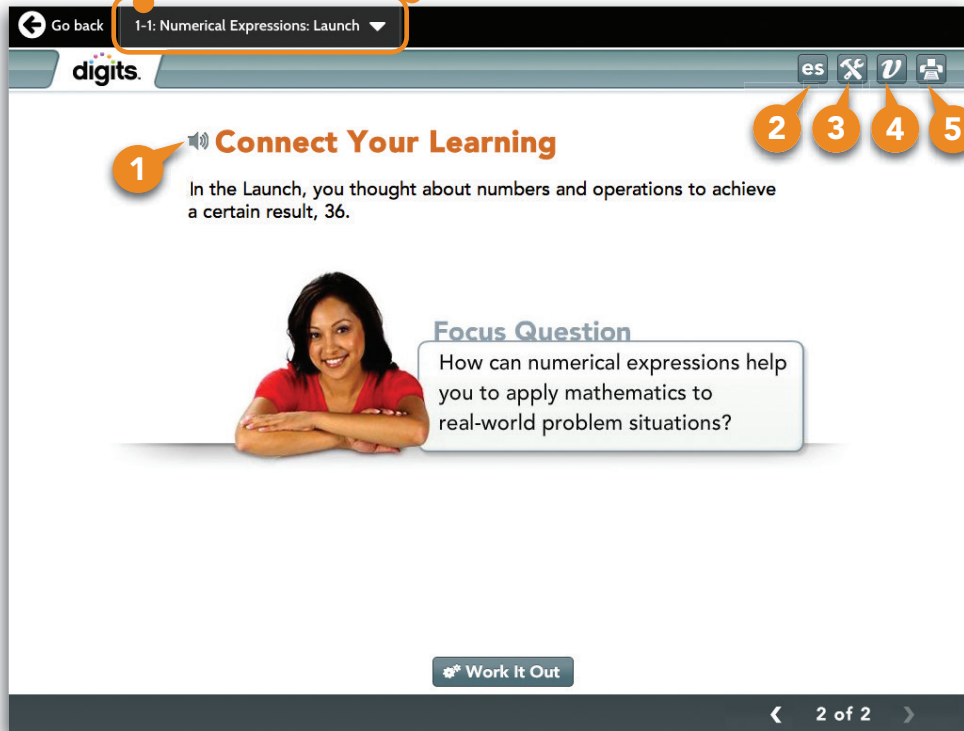 Go back
1-1: Numerical Expressions: Launch
digits.
es
v
2
3
4
5
1
Connect Your Learning
In the Launch, you thought about numbers and operations to achieve
a certain result, 36.
Focus Question
How can numerical expressions help
you to apply mathematics to
real-world problem situations?
Work It Out
2 of 2